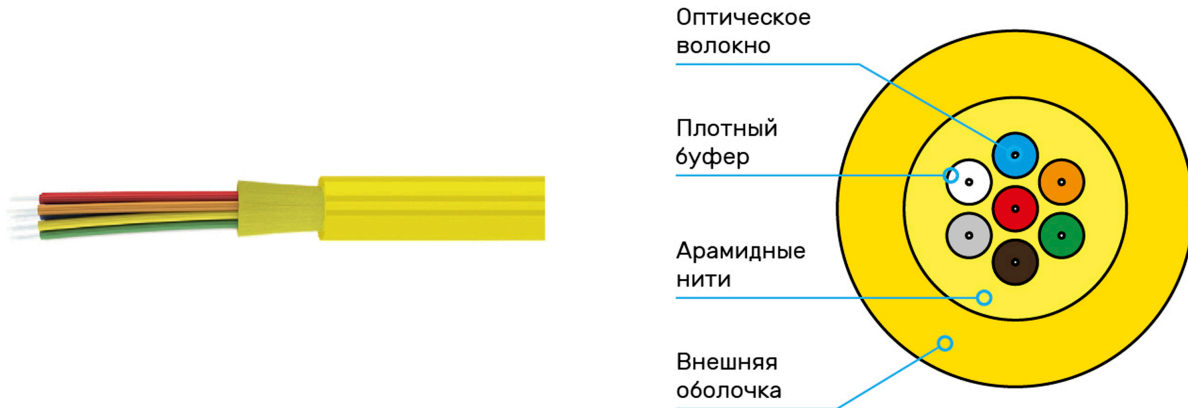 Оптическое
волокно
Плотный
буфер
Арамидные
нити
Внешняя
оболочка